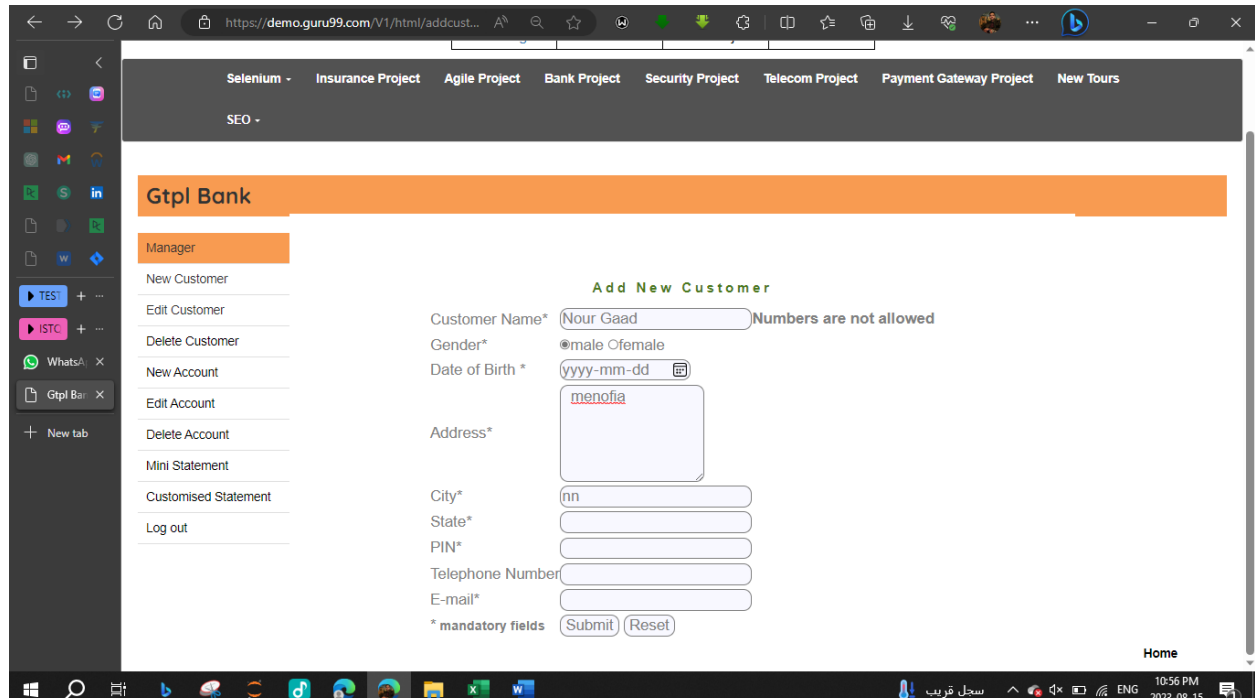 https://demo.guru99.com/V1/html/addcust...
Selenium - Insurance Project Agile Project Bank Project Security Project Telecom Project Payment Gateway Project New Tours
SEO -
Gtpl Bank
Manager
New Customer
Edit Customer
Delete Customer
New Account
Edit Account
Delete Account
Mini Statement
Customised Statement
Log out
Add New Customer
Customer Name* Nour Gaad Numbers are not allowed
Gender* male female
Date of Birth * yyyy-mm-dd
Address* menofia
City* nn
State*
PIN*
Telephone Number
E-mail*
* mandatory fields Submit Reset
Home
TEST
ISTC
WhatsA
Gtpl Ban
New tab
سجل قريب
ENG
10:56 PM
2023-08-15